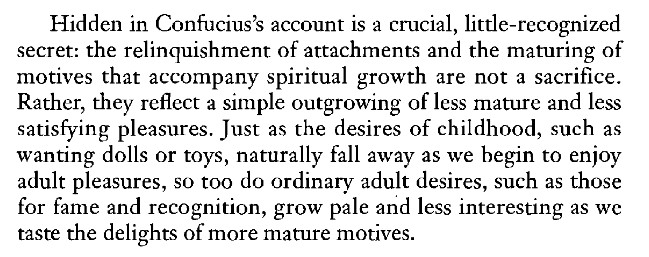 Hidden in Confucius's account is a crucial, little-recognized
secret: the relinquishment of attachments and the maturing of
motives that accompany spiritual growth are not a sacrifice.
Rather, they reflect a simple outgrowing of less mature and less
satisfying pleasures. Just as the desires of childhood, such as
wanting dolls or toys, naturally fall away as we begin to enjoy
adult pleasures, so too do ordinary adult desires, such as those
for fame and recognition, grow pale and less interesting as we
taste the delights of more mature motives.